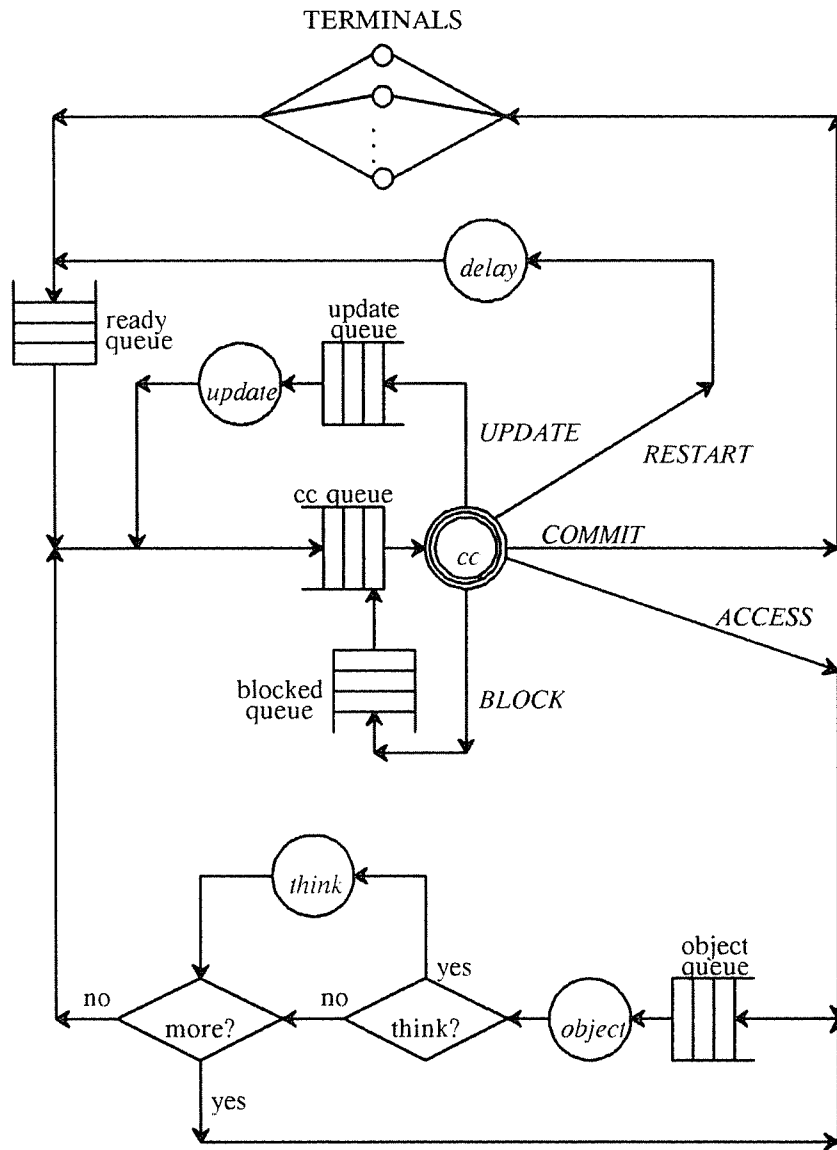 TERMINALS
delay
ready
queue
update
queue
update
UPDATE
RESTART
cc queue
cc
COMMIT
ACCESS
blocked
queue
BLOCK
think
yes
object
queue
no
more?
no
think?
object
yes